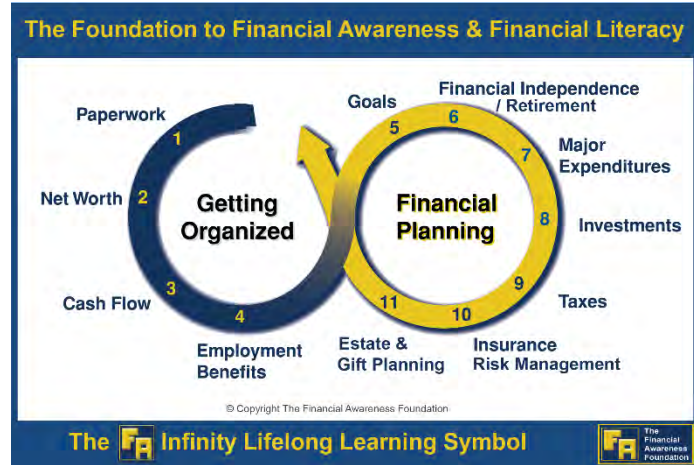 The Foundation to Financial Awareness & Financial Literacy
Paperwork
1
Net Worth
2
Cash Flow
3
4
Employment
Benefits
Getting
Organized
Goals
5
Financial Independence
/ Retirement
6
Major
Expenditures
7
Investments
8
Taxes
9
Insurance
Risk Management
10
Estate &
Gift Planning
11
Financial
Planning
© Copyright The Financial Awareness Foundation
The FA Infinity Lifelong Learning Symbol
FA
The
Financial
Awareness
Foundation